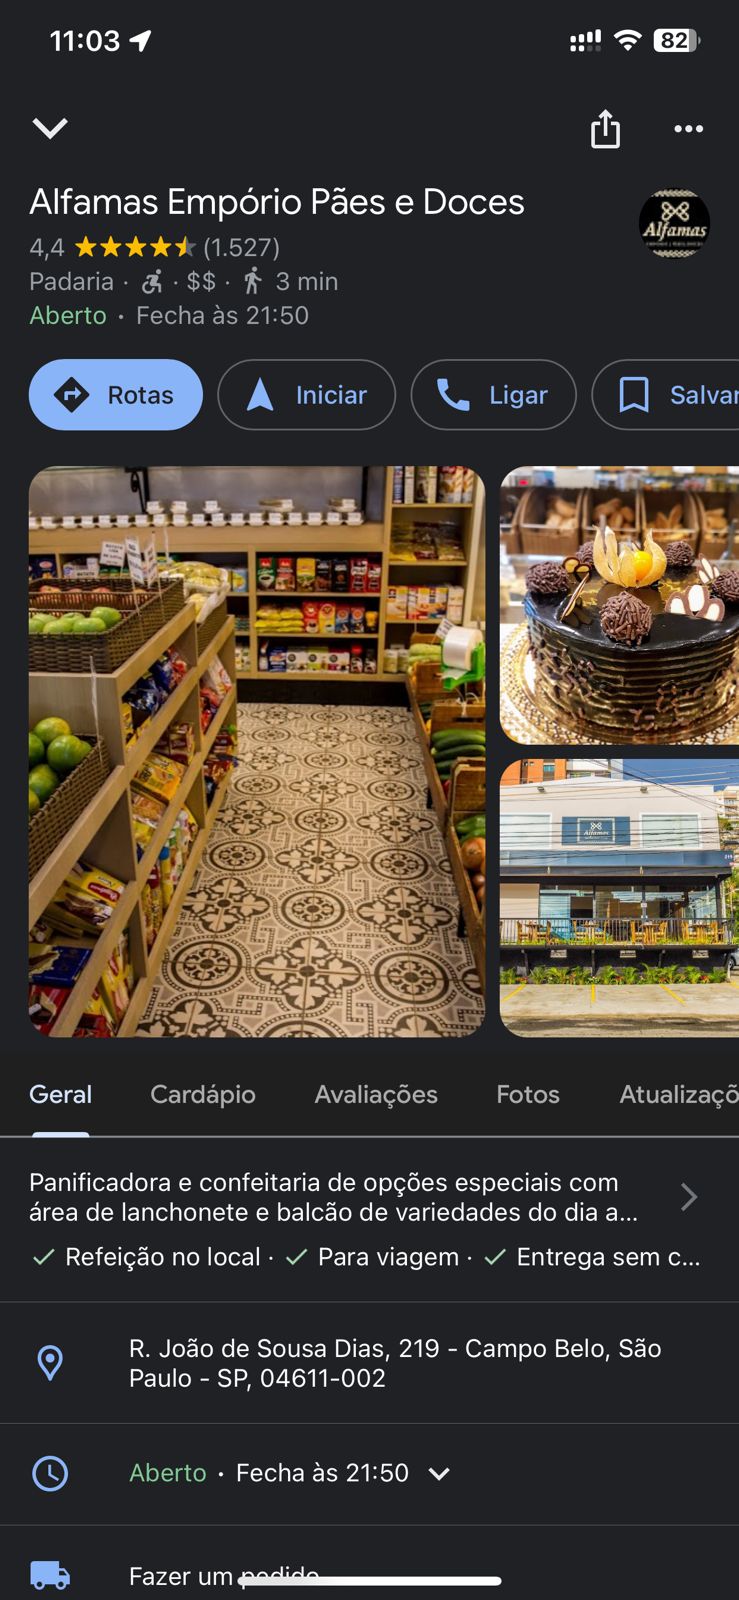 11:03
82
Alfamas Empório Pães e Doces
Alfamas
4,4 (1.527)
Padaria · · $$ · 3 min
Aberto · Fecha às 21:50
Rotas
Iniciar
Ligar
Salvar
Alfamas
Geral
Cardápio
Avaliações
Fotos
Atualizaçõ
Panificadora e confeitaria de opções especiais com
área de lanchonete e balcão de variedades do dia a...
Refeição no local · Para viagem · Entrega sem c...
R. João de Sousa Dias, 219 - Campo Belo, São
Paulo - SP, 04611-002
Aberto · Fecha às 21:50
Fazer um pedido